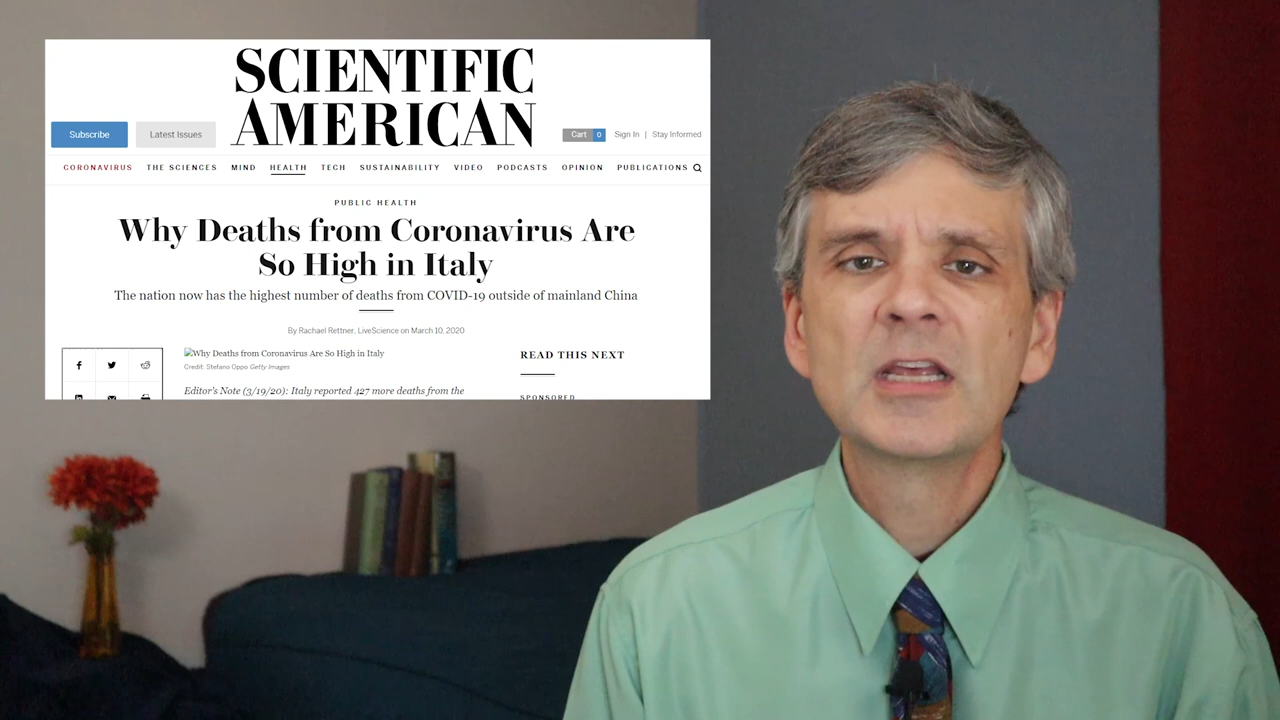 SCIENTIFIC
AMERICAN
Subscribe
Latest Issues
Cart 0
Sign In | Stay Informed
CORONAVIRUS THE SCIENCES MIND HEALTH TECH SUSTAINABILITY VIDEO PODCASTS OPINION PUBLICATIONS
PUBLIC HEALTH
Why Deaths from Coronavirus Are
So High in Italy
The nation now has the highest number of deaths from COVID-19 outside of mainland China
By Rachael Rettner, LiveScience on March 10, 2020
Why Deaths from Coronavirus Are So High in Italy
Credit: Stefano Oppo Getty Images
Editor's Note (3/19/20): Italy reported 427 more deaths from the
READ THIS NEXT
SPONSORED